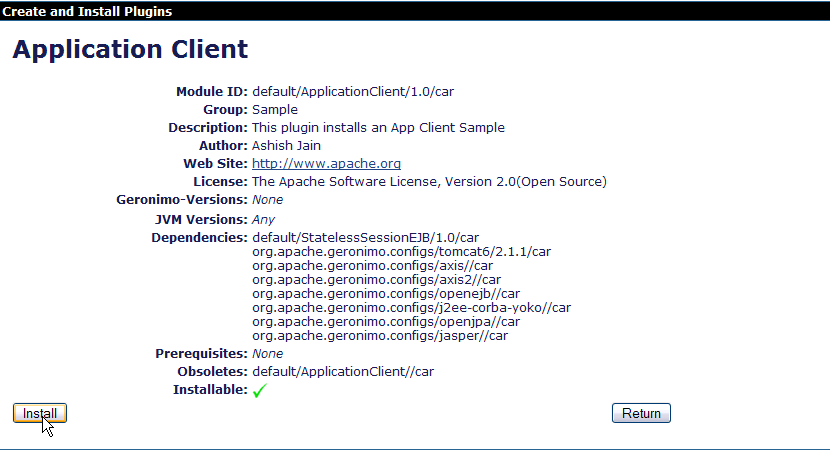 Create and Install Plugins
Application Client
Module ID: default/ApplicationClient/1.0/car
Group: Sample
Description: This plugin installs an App Client Sample
Author: Ashish Jain
Web Site: http://www.apache.org
License: The Apache Software License, Version 2.0(Open Source)
Geronimo-Versions: None
JVM Versions: Any
Dependencies: default/StatelessSessionEJB/1.0/car
org.apache.geronimo.configs/tomcat6/2.1.1/car
org.apache.geronimo.configs/axis//car
org.apache.geronimo.configs/axis2//car
org.apache.geronimo.configs/openejb//car
org.apache.geronimo.configs/j2ee-corba-yoko//car
org.apache.geronimo.configs/openjpa//car
org.apache.geronimo.configs/jasper//car
Prerequisites: None
Obsoletes: default/ApplicationClient//car
Installable:
Install Return